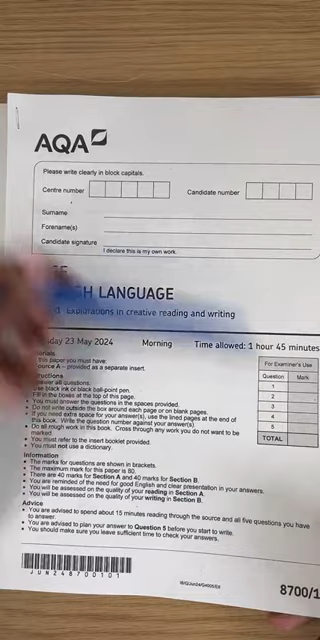 AQA
Please write clearly in block capitals.
Centre number
Candidate number
Surname
Forename(s)
Candidate signature
I declare this is my own work.
H LANGUAGE
Explorations in creative reading and writing
day 23 May 2024 Morning Time allowed: 1 hour 45 minutes
For Examiner's Use
Question Mark
1
2
3
4
5
TOTAL
this paper you must have:
ource A – provided as a separate insert.
structions
nswer all questions.
Use black ink or black ball-point pen.
Fill in the boxes at the top of this page.
• You must answer the questions in the spaces provided.
• Do not write outside the box around each page or on blank pages.
• If you need extra space for your answer(s), use the lined pages at the end of
this book. Write the question number against your answer(s).
• Do all rough work in this book. Cross through any work you do not want to be
marked.
• You must refer to the insert booklet provided.
• You must not use a dictionary.
Information
• The marks for questions are shown in brackets.
• The maximum mark for this paper is 80.
• There are 40 marks for Section A and 40 marks for Section B.
• You are reminded of the need for good English and clear presentation in your answers.
• You will be assessed on the quality of your reading in Section A.
• You will be assessed on the quality of your writing in Section B.
Advice
• You are advised to spend about 15 minutes reading through the source and all five questions you have
to answer.
• You are advised to plan your answer to Question 5 before you start to write.
• You should make sure you leave sufficient time to check your answers.
JUN248700101
8700/1